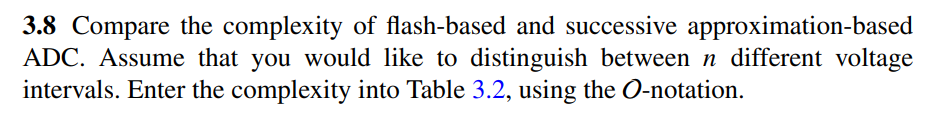 3.8 Compare the complexity of flash-based and successive approximation-based
ADC. Assume that you would like to distinguish between n different voltage
intervals. Enter the complexity into Table 3.2, using the O-notation.